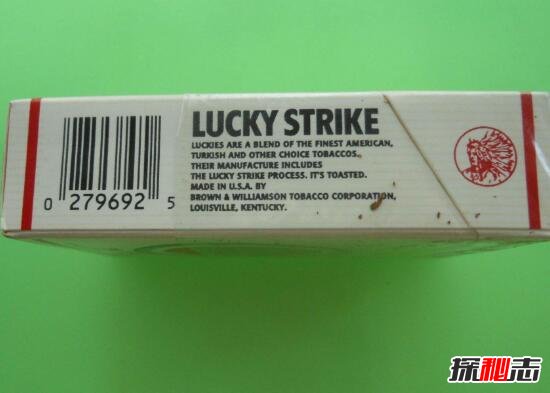 LUCKY STRIKE
LUCKIES ARE A BLEND OF THE FINEST AMERICAN,
TURKISH AND OTHER CHOICE TOBACCOS.
THEIR MANUFACTURE INCLUDES
THE LUCKY STRIKE PROCESS. IT'S TOASTED.
MADE IN U.S.A. BY
BROWN & WILLIAMSON TOBACCO CORPORATION,
LOUISVILLE, KENTUCKY.
0 279692 5
探秘志